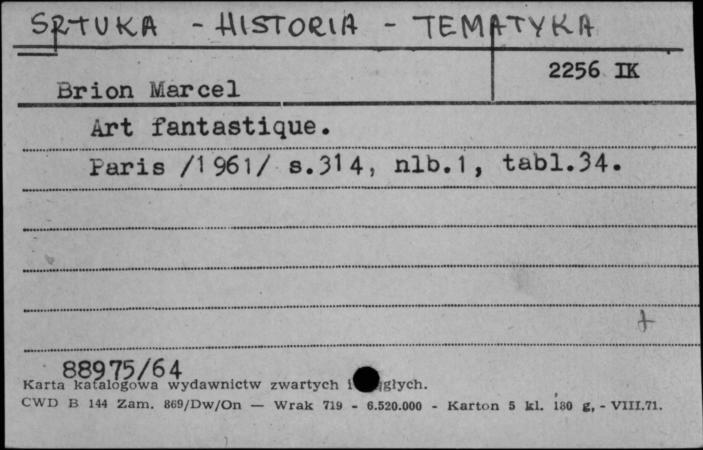 SZTUKA - HISTORIA - TEMATYKA
2256 IK
Brion Marcel
Art fantastique.
Paris /1961/ s.314, nlb.1, tabl.34.
88975/64
Karta katalogowa wydawnictw zwartych
CWD B 144 Zam. 869/Dw/On — Wrak 719 - 6.520.000 - Karton 5 kl. 180 g, - VIII.71.